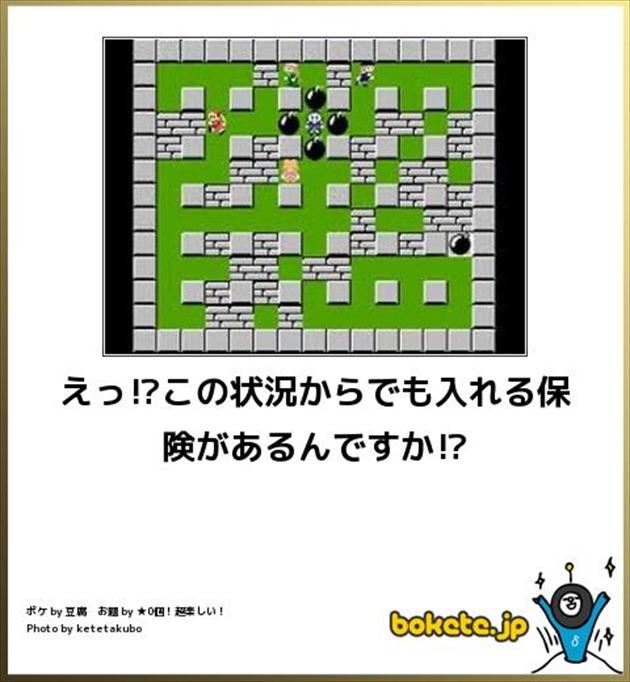 えっ!?この状況からでも入れる保
険があるんですか!?
ボケ by 豆腐　お題 by ★0個！超楽しい！
Photo by ketetakubo
bokete.jp